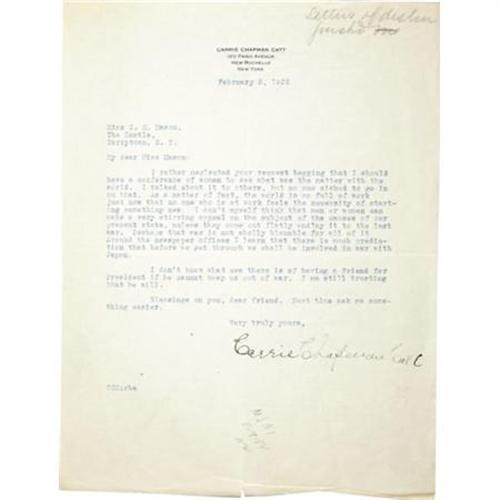 Letters of distin
guished
CARRIE CHAPMAN CATT
PAINE AVENUE
NEW ROCHELLE
NEW YORK
February
Miss C. E. Mason,
The Castle,
Tarrytown, N. Y.
My dear Miss Mason:
I rather neglected your request begging that I should
have a conference of women to see what was the matter with the
world. I talked about it to others, but no one wished to go in
on that. As a matter of fact, the world is so full of work
just now that no one who is at work feels the necessity of start-
ing something new. I can't myself think that men or women can
make a very stirring appeal on the subject of the causes of our
present state, unless they come out flatly laying it to the last
war. Perhaps that war is not wholly blamable for all of it
Around the newspaper offices I learn that there is much predic-
tion that before we get through we shall be involved in war with
Japan.
I don't know what use there is of having a Friend for
President if he cannot keep us out of war. I am still trusting
that he will.
Blessings on you, dear friend. Next time ask me some-
thing easier.
Very truly yours,
Carrie Chapman Catt